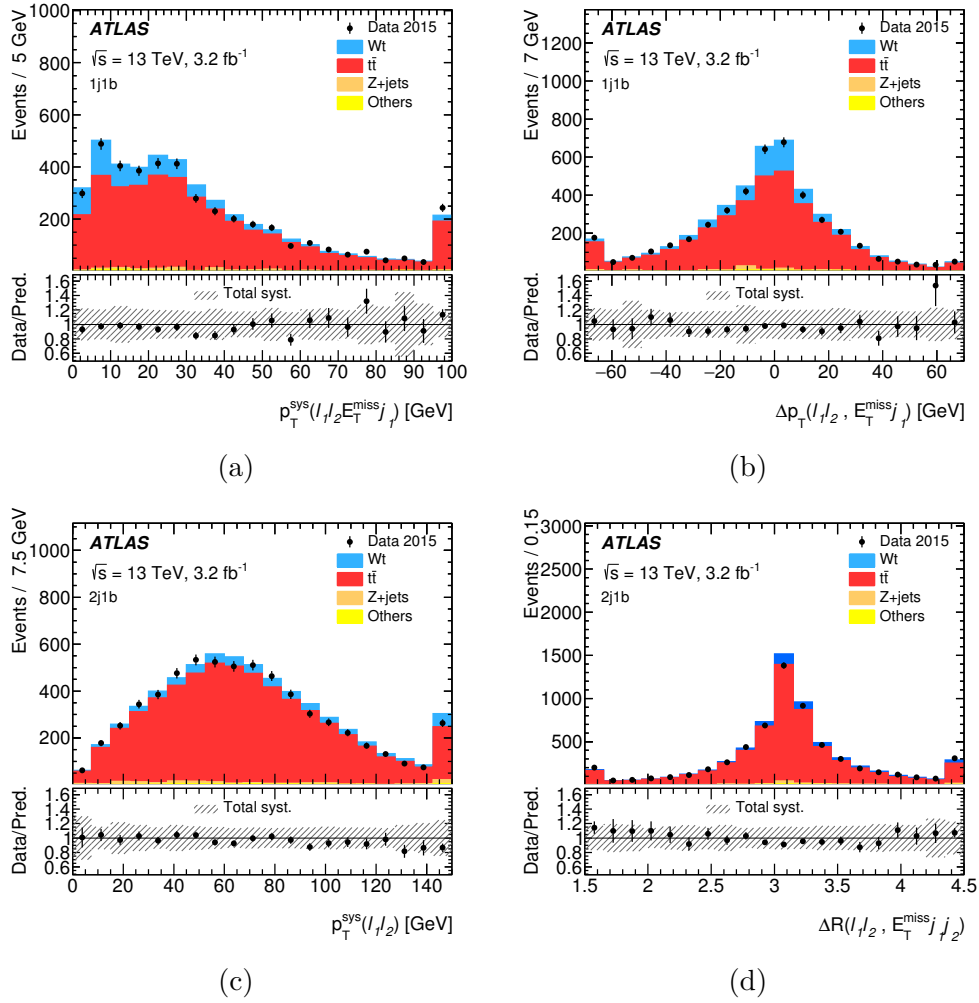 ATLAS
√s = 13 TeV, 3.2 fb⁻¹
1j1b
Data 2015
Wt
tt̄
Z+jets
Others
Events / 5 GeV
1000
800
600
400
200
Total syst.
Data/Pred.
1.6
1.4
1.2
1
0.8
0.6
0 10 20 30 40 50 60 70 80 90 100
p_T^sys(l_1l_2E_T^miss j_1) [GeV]
(a)
ATLAS
√s = 13 TeV, 3.2 fb⁻¹
1j1b
Data 2015
Wt
tt̄
Z+jets
Others
Events / 7 GeV
1200
1000
800
600
400
200
Total syst.
Data/Pred.
1.6
1.4
1.2
1
0.8
0.6
−60 −40 −20 0 20 40 60
Δp_T(l_1l_2 , E_T^miss j_1) [GeV]
(b)
ATLAS
√s = 13 TeV, 3.2 fb⁻¹
2j1b
Data 2015
Wt
tt̄
Z+jets
Others
Events / 7.5 GeV
1000
800
600
400
200
Total syst.
Data/Pred.
1.6
1.4
1.2
1
0.8
0.6
0 20 40 60 80 100 120 140
p_T^sys(l_1l_2) [GeV]
(c)
ATLAS
√s = 13 TeV, 3.2 fb⁻¹
2j1b
Data 2015
Wt
tt̄
Z+jets
Others
Events / 0.15
3000
2500
2000
1500
1000
500
Total syst.
Data/Pred.
1.6
1.4
1.2
1
0.8
0.6
1.5 2 2.5 3 3.5 4 4.5
ΔR(l_1l_2 , E_T^miss j_1j_2)
(d)